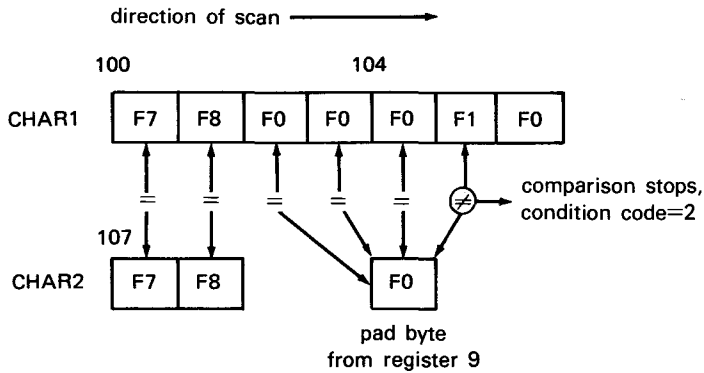 direction of scan
100 104
CHAR1 F7 F8 F0 F0 F0 F1 F0
= = = = = ≠ comparison stops,
condition code=2
107
CHAR2 F7 F8 F0
pad byte
from register 9